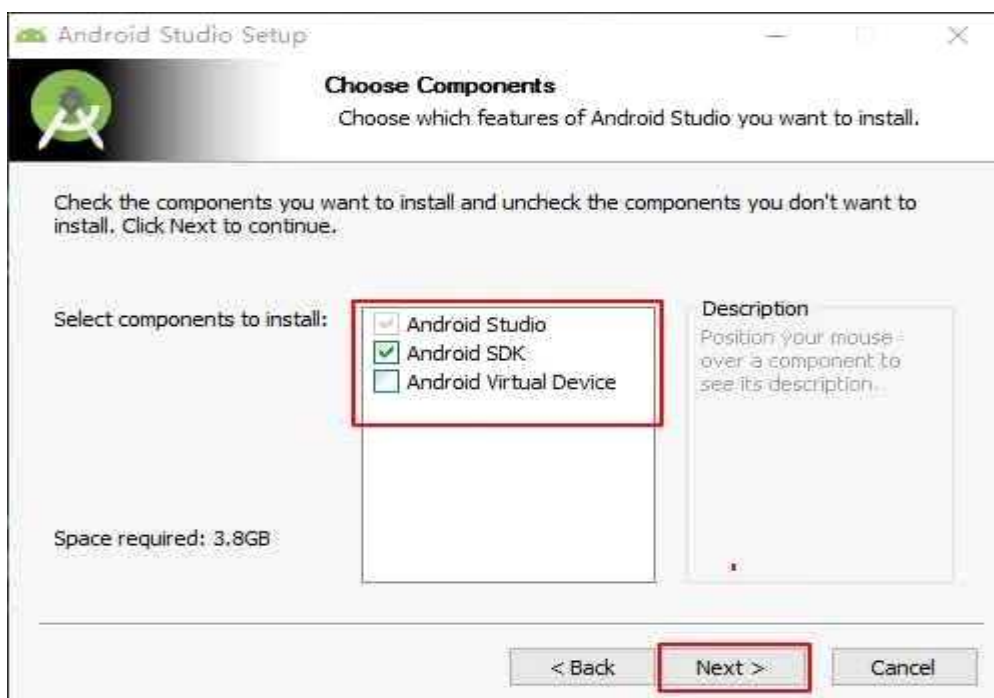 Android Studio Setup
Choose Components
Choose which features of Android Studio you want to install.
Check the components you want to install and uncheck the components you don't want to
install. Click Next to continue.
Select components to install:
Android Studio
Android SDK
Android Virtual Device
Description
Position your mouse
over a component to
see its description.
Space required: 3.8GB
< Back
Next >
Cancel